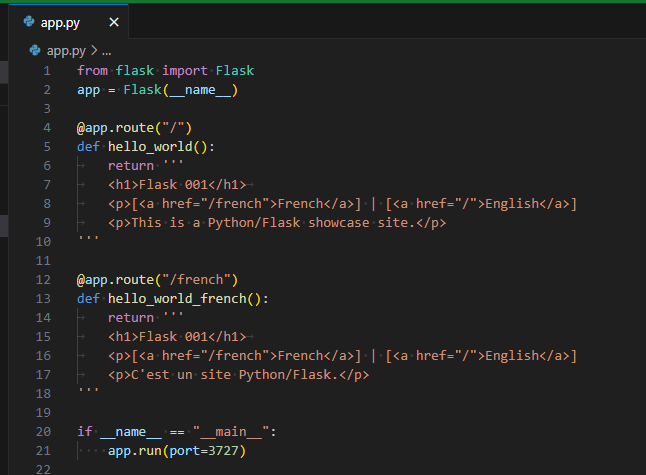 app.py ×
app.py > ...
1 from flask import Flask
2 app = Flask(__name__)
3
4 @app.route("/")
5 def hello_world():
6     return '''
7     <h1>Flask 001</h1>
8     <p>[<a href="/french">French</a>] | [<a href="/">English</a>]
9     <p>This is a Python/Flask showcase site.</p>
10 '''
11
12 @app.route("/french")
13 def hello_world_french():
14     return '''
15     <h1>Flask 001</h1>
16     <p>[<a href="/french">French</a>] | [<a href="/">English</a>]
17     <p>C'est un site Python/Flask.</p>
18 '''
19
20 if __name__ == "__main__":
21     app.run(port=3727)
22